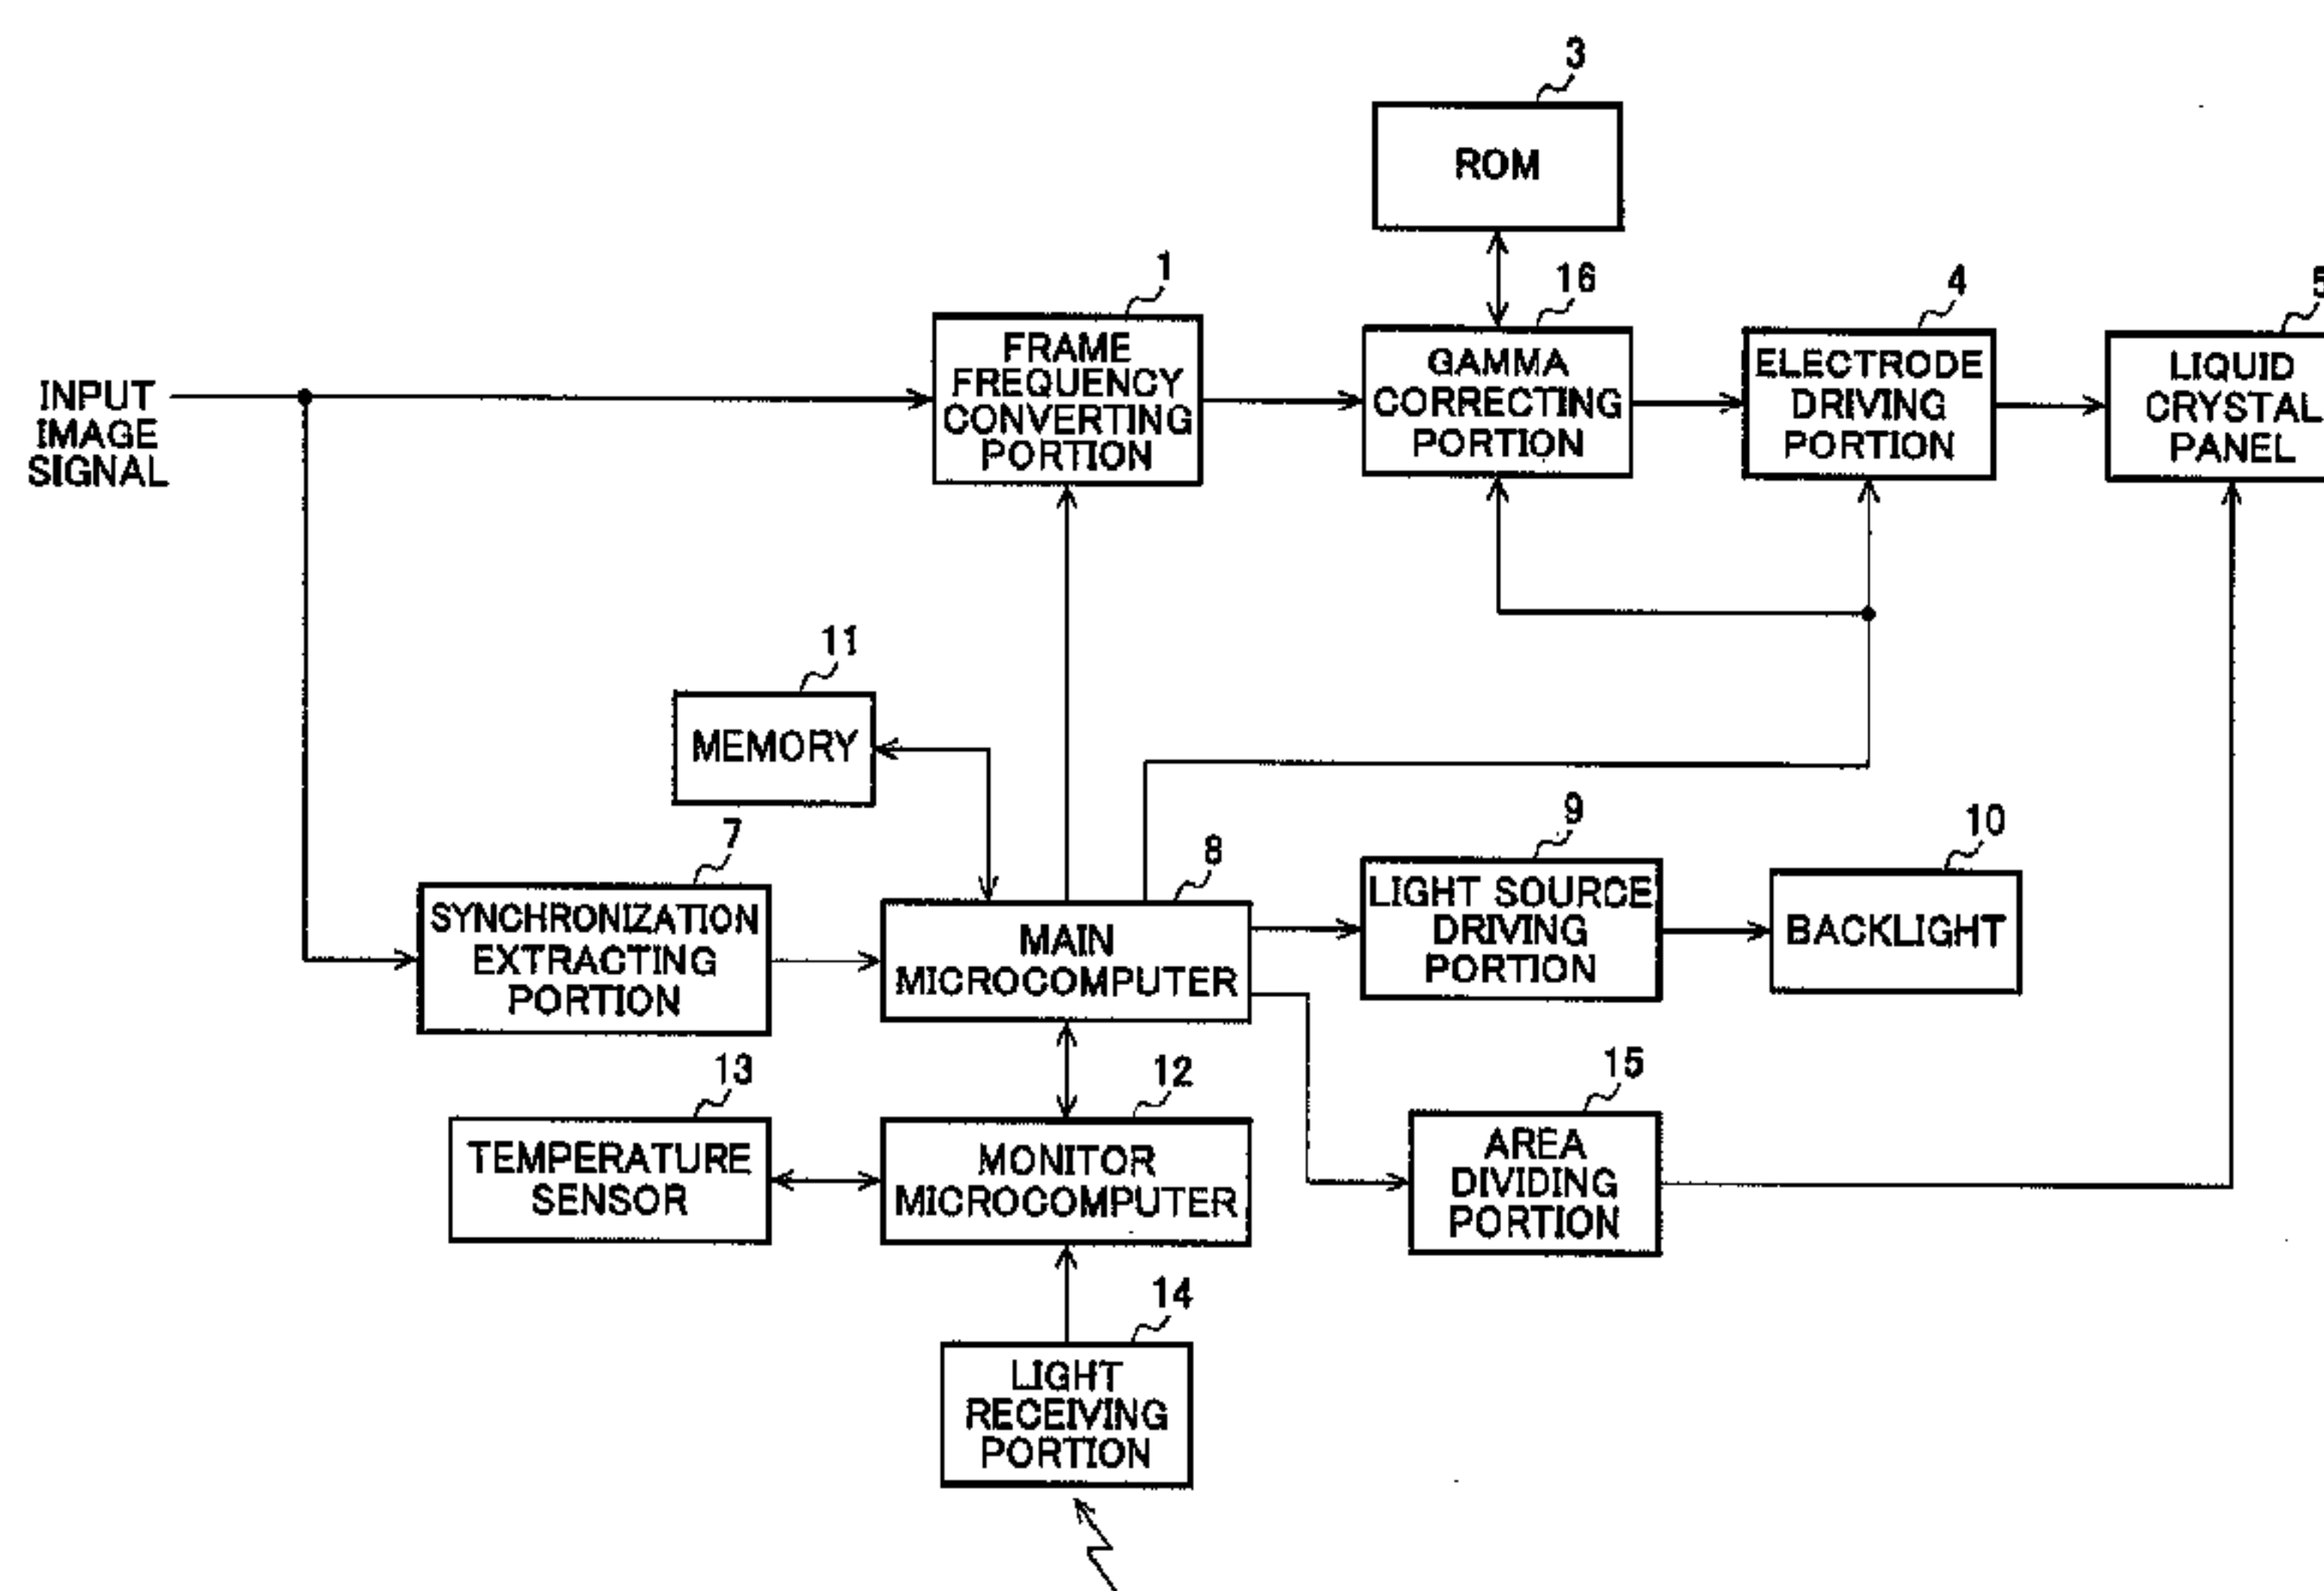 3
ROM
1
FRAME
FREQUENCY
CONVERTING
PORTION
16
GAMMA
CORRECTING
PORTION
4
ELECTRODE
DRIVING
PORTION
5
LIQUID
CRYSTAL
PANEL
INPUT
IMAGE
SIGNAL
11
MEMORY
7
SYNCHRONIZATION
EXTRACTING
PORTION
8
MAIN
MICROCOMPUTER
9
LIGHT SOURCE
DRIVING
PORTION
10
BACKLIGHT
13
TEMPERATURE
SENSOR
12
MONITOR
MICROCOMPUTER
15
AREA
DIVIDING
PORTION
14
LIGHT
RECEIVING
PORTION